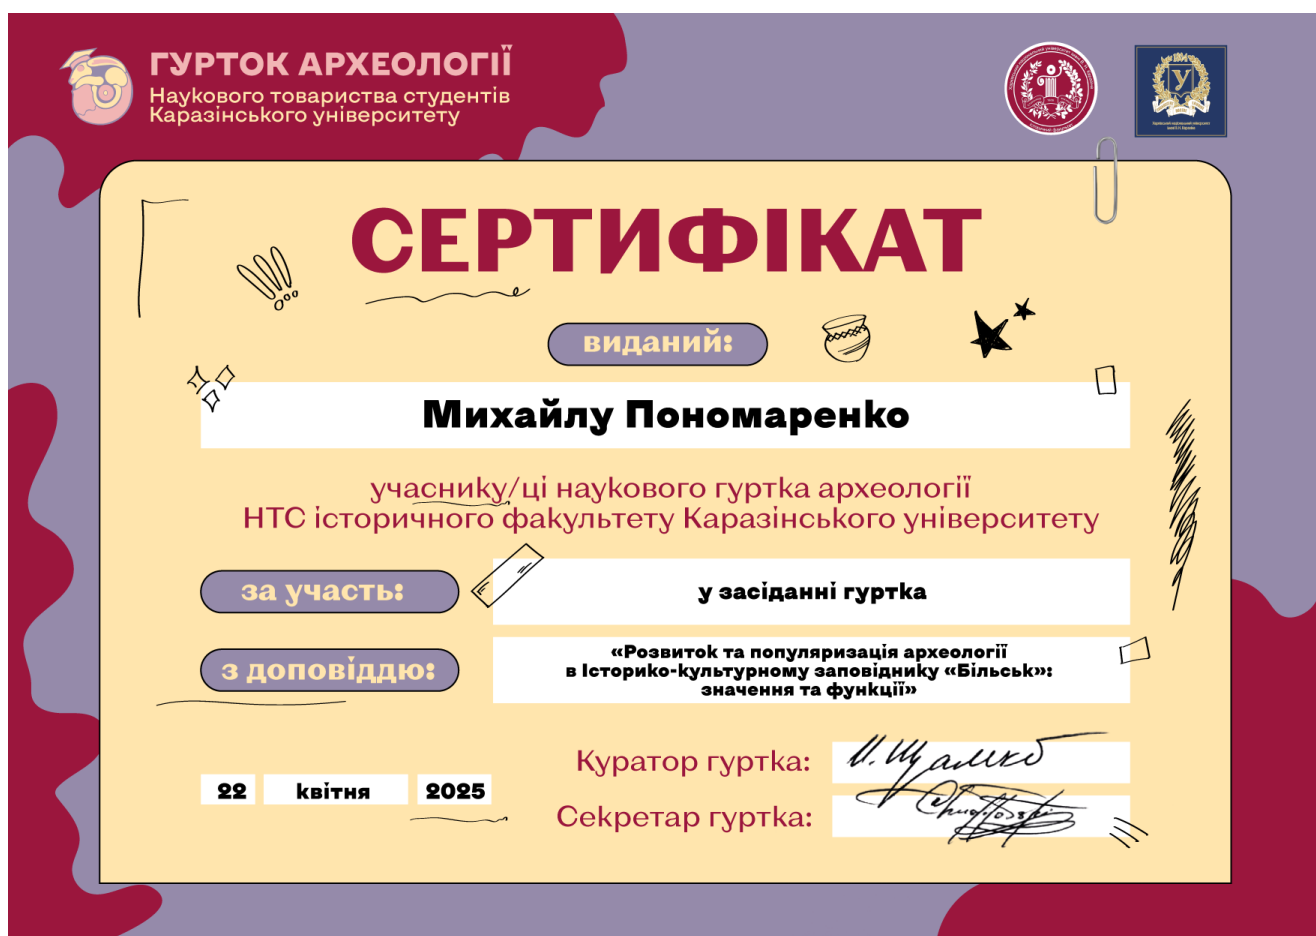 ГУРТОК АРХЕОЛОГІЇ
Наукового товариства студентів
Каразінського університету
СЕРТИФІКАТ
виданий:
Михайлу Пономаренко
учаснику/ці наукового гуртка археології
НТС історичного факультету Каразінського університету
за участь:
у засіданні гуртка
з доповіддю:
«Розвиток та популяризація археології
в Історико-культурному заповіднику «Більськ»:
значення та функції»
Куратор гуртка:
22 квітня 2025
Секретар гуртка: